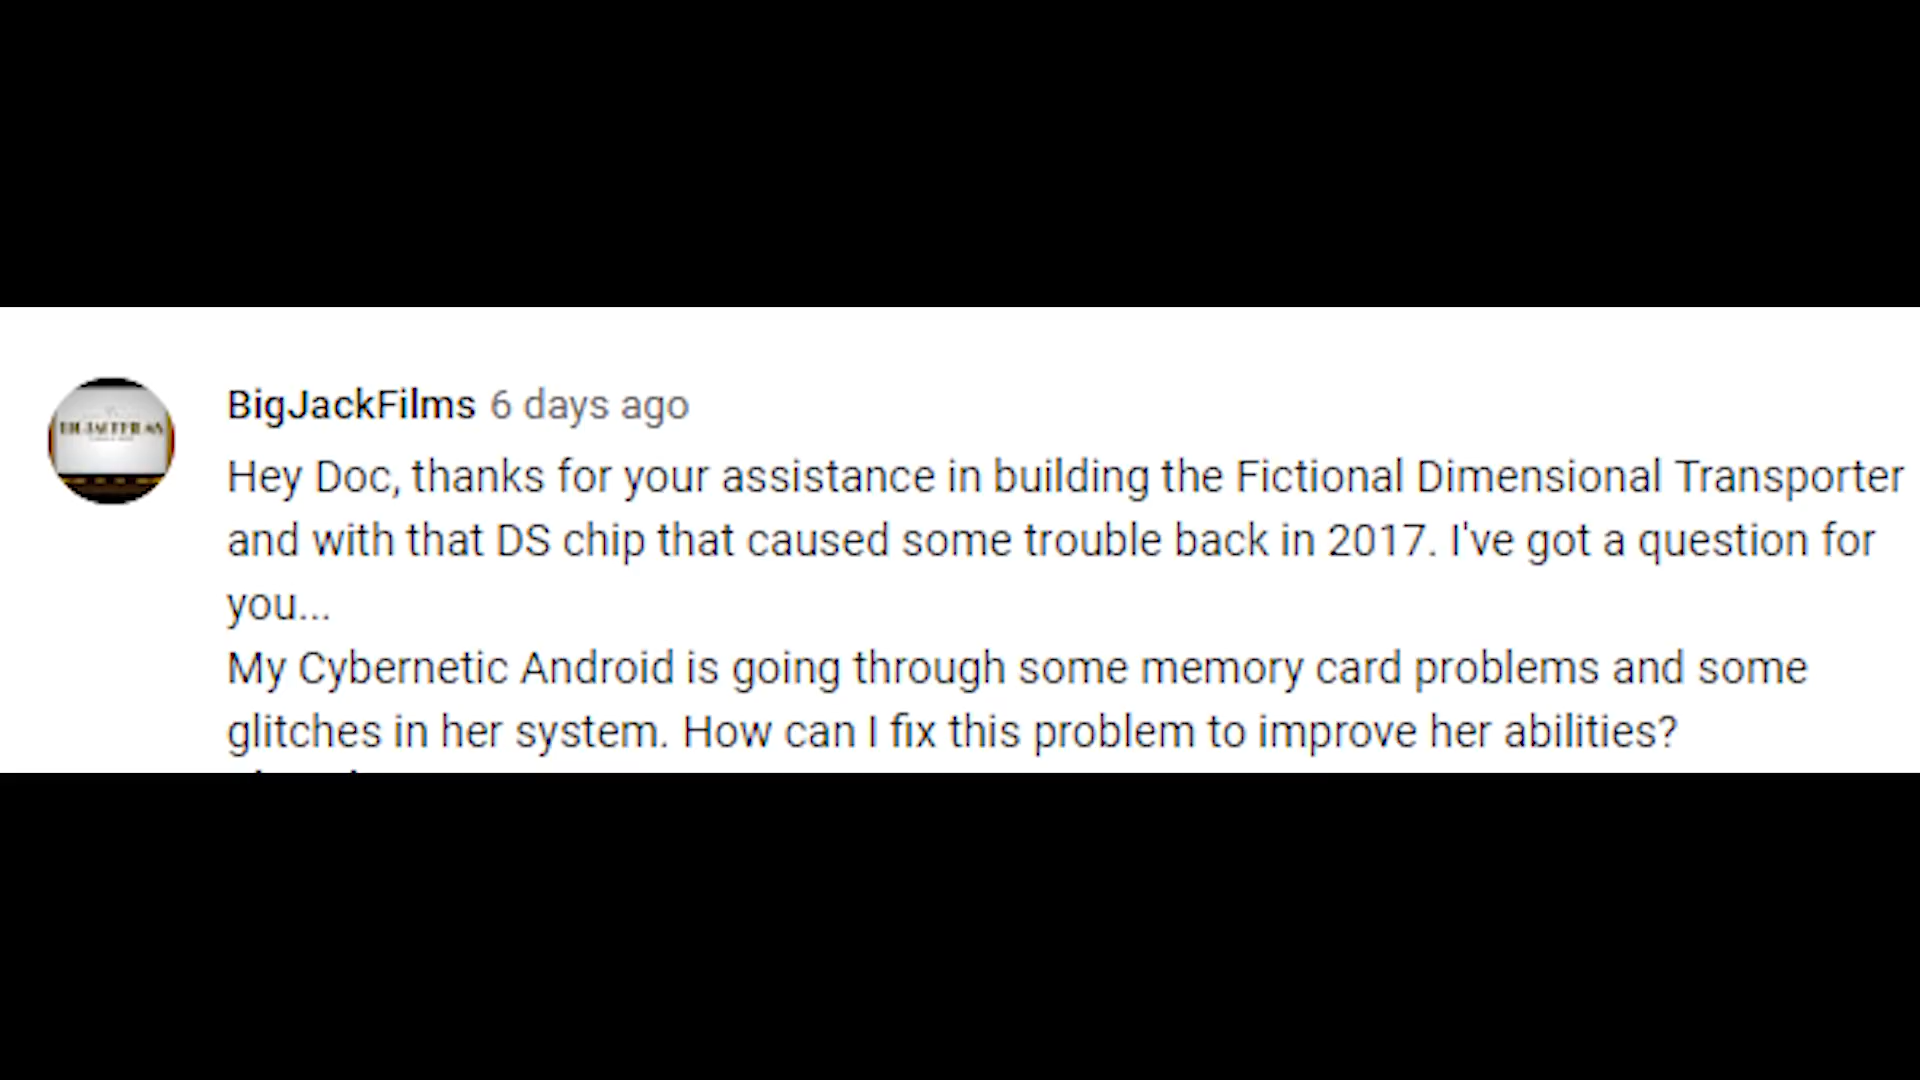 BigJackFilms 6 days ago
Hey Doc, thanks for your assistance in building the Fictional Dimensional Transporter
and with that DS chip that caused some trouble back in 2017. I've got a question for
you...
My Cybernetic Android is going through some memory card problems and some
glitches in her system. How can I fix this problem to improve her abilities?